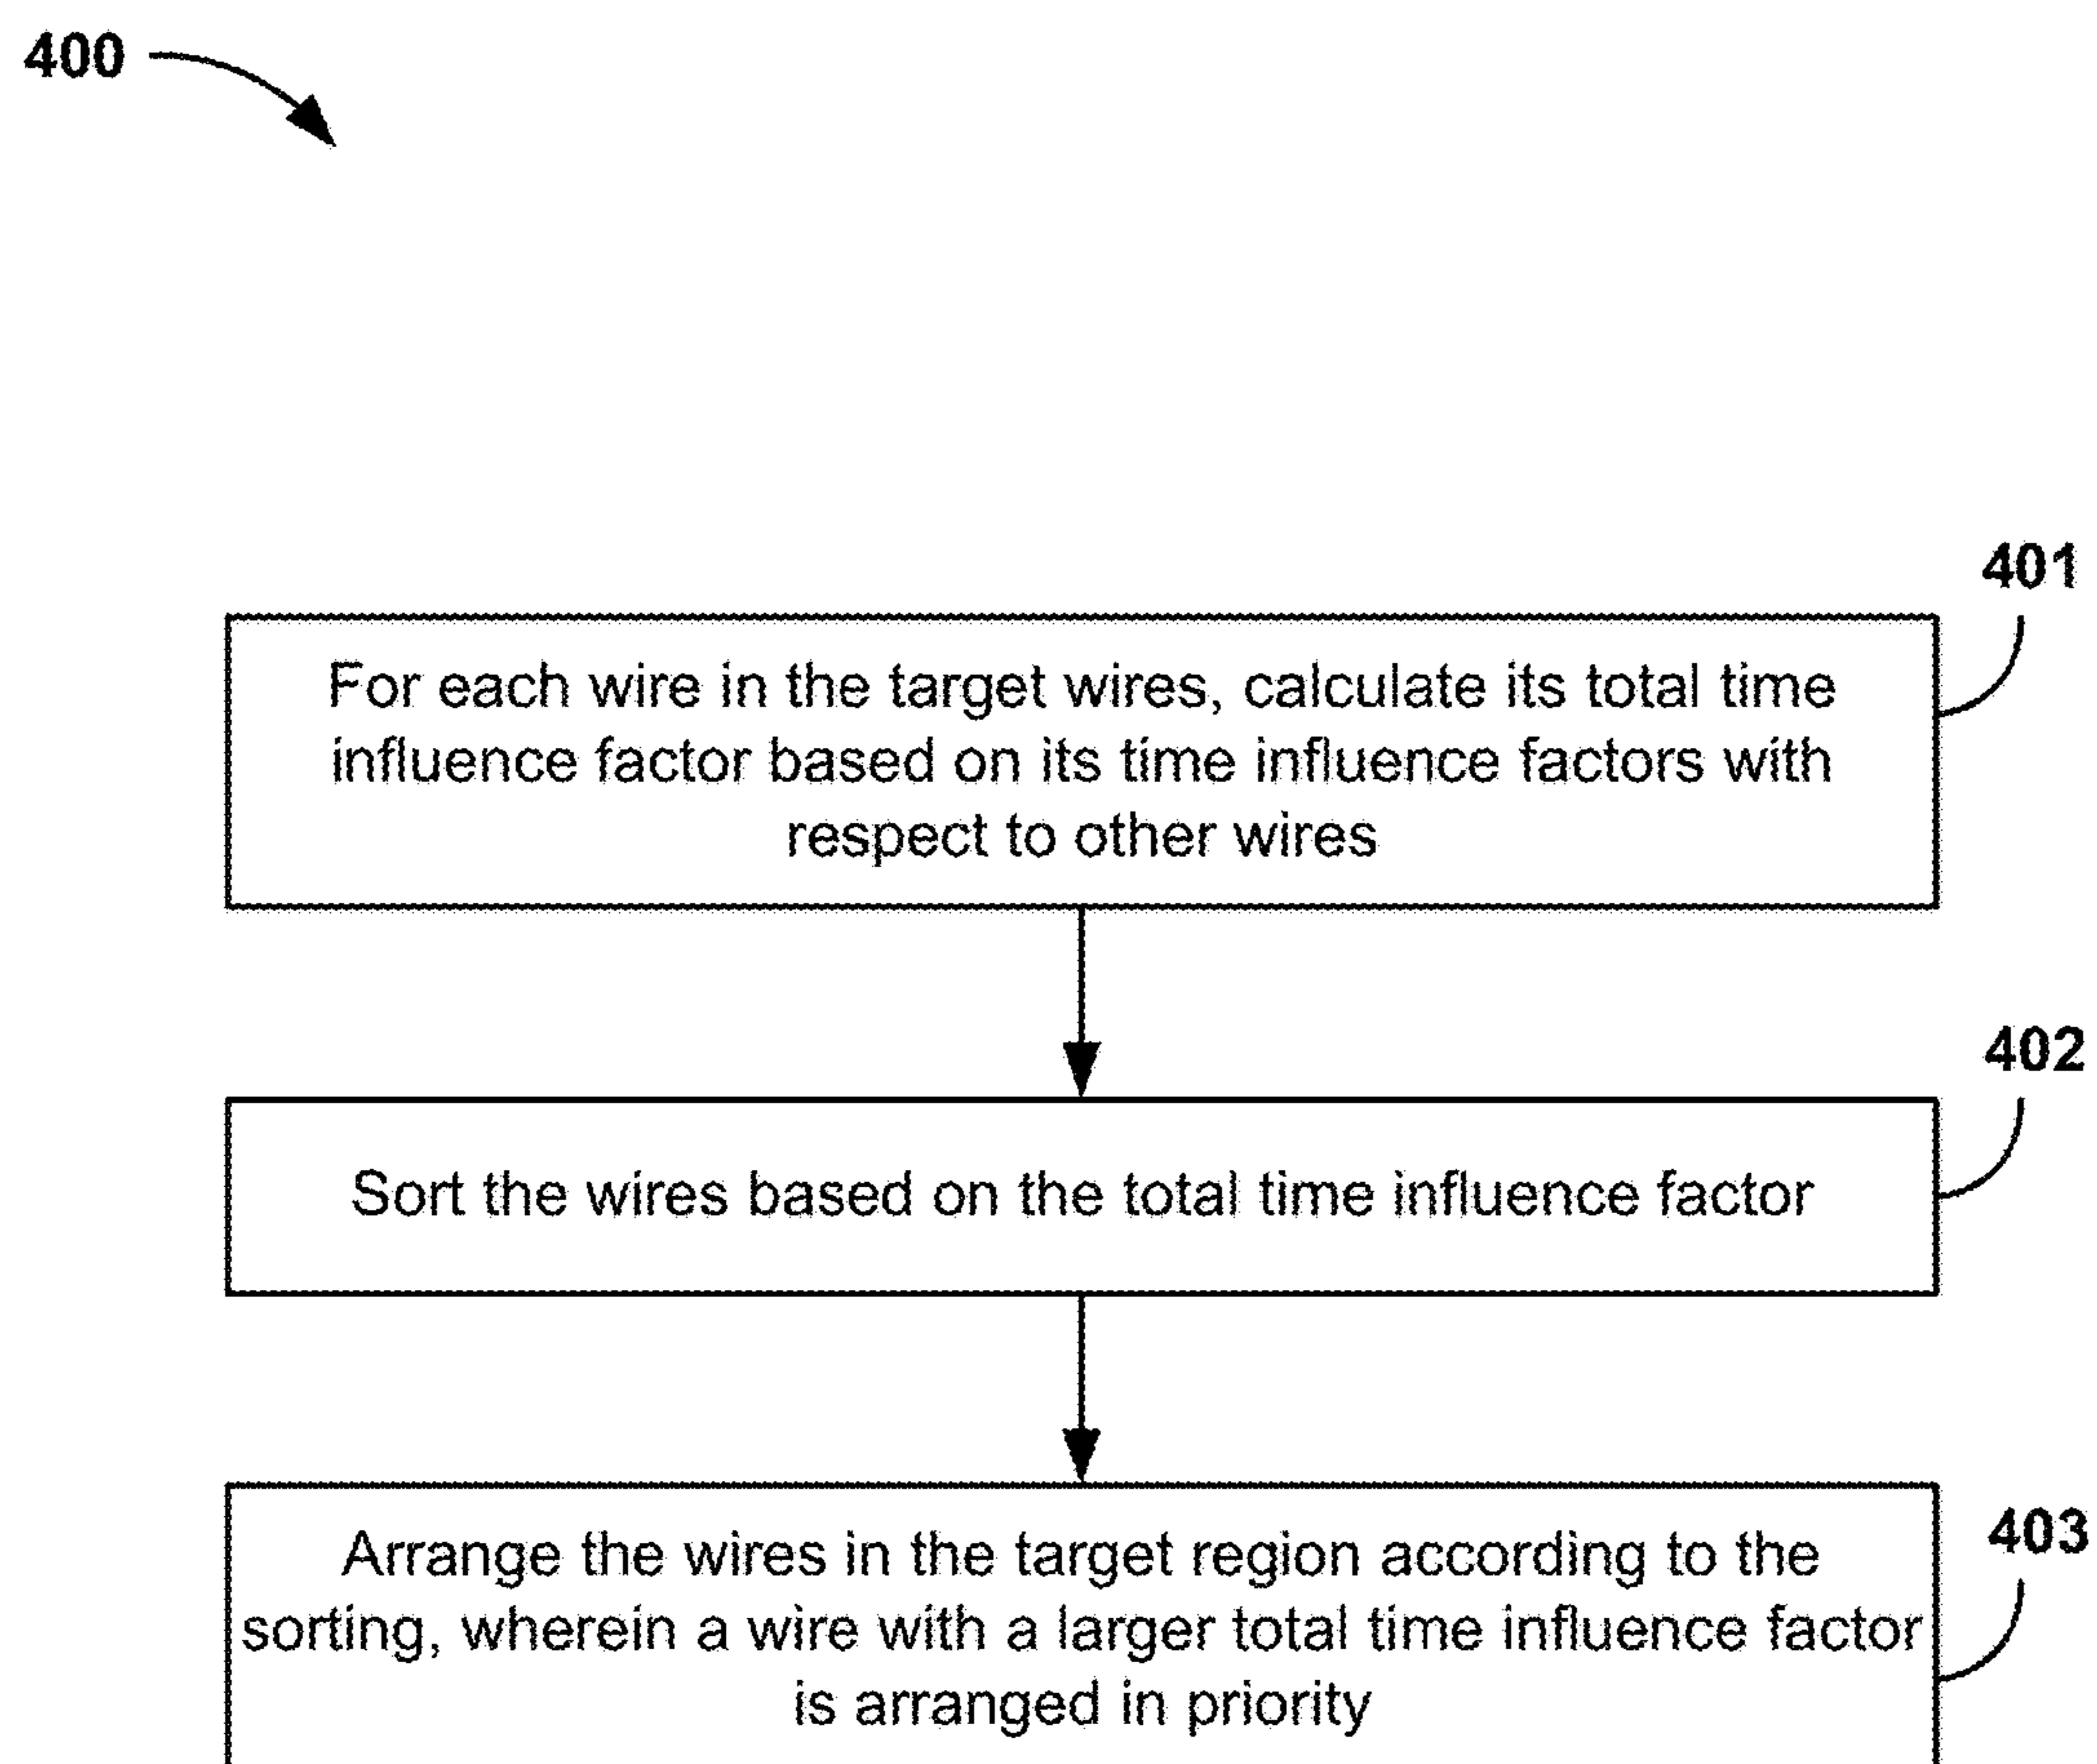 400
401
For each wire in the target wires, calculate its total time
influence factor based on its time influence factors with
respect to other wires
402
Sort the wires based on the total time influence factor
403
Arrange the wires in the target region according to the
sorting, wherein a wire with a larger total time influence factor
is arranged in priority